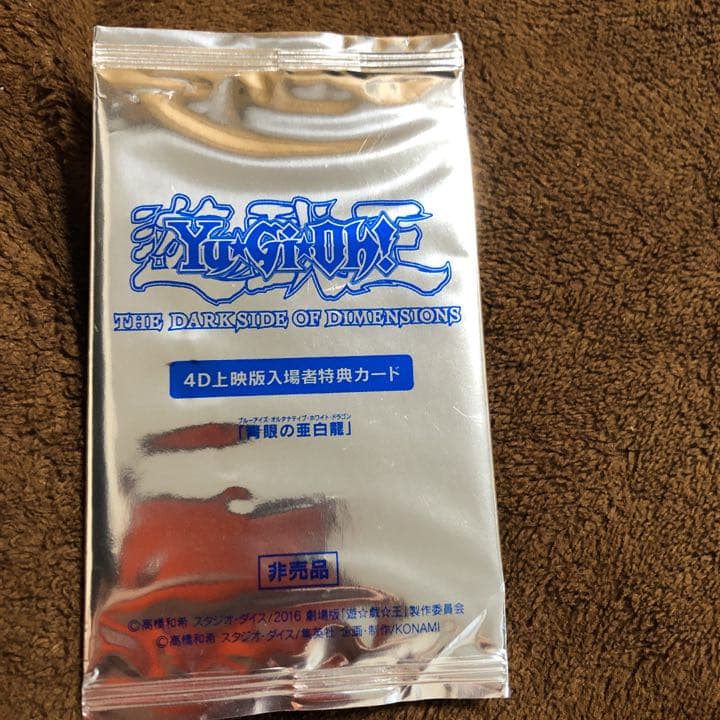 遊戯王
Yu-Gi-Oh!
THE DARK SIDE OF DIMENSIONS
4D上映版入場者特典カード
ブルーアイズ・オルタナティブ・ホワイト・ドラゴン
「青眼の亜白龍」
非売品
©高橋和希 スタジオ・ダイス/2016 劇場版「遊☆戯☆王」製作委員会
©高橋和希 スタジオ・ダイス/集英社 企画・制作/KONAMI